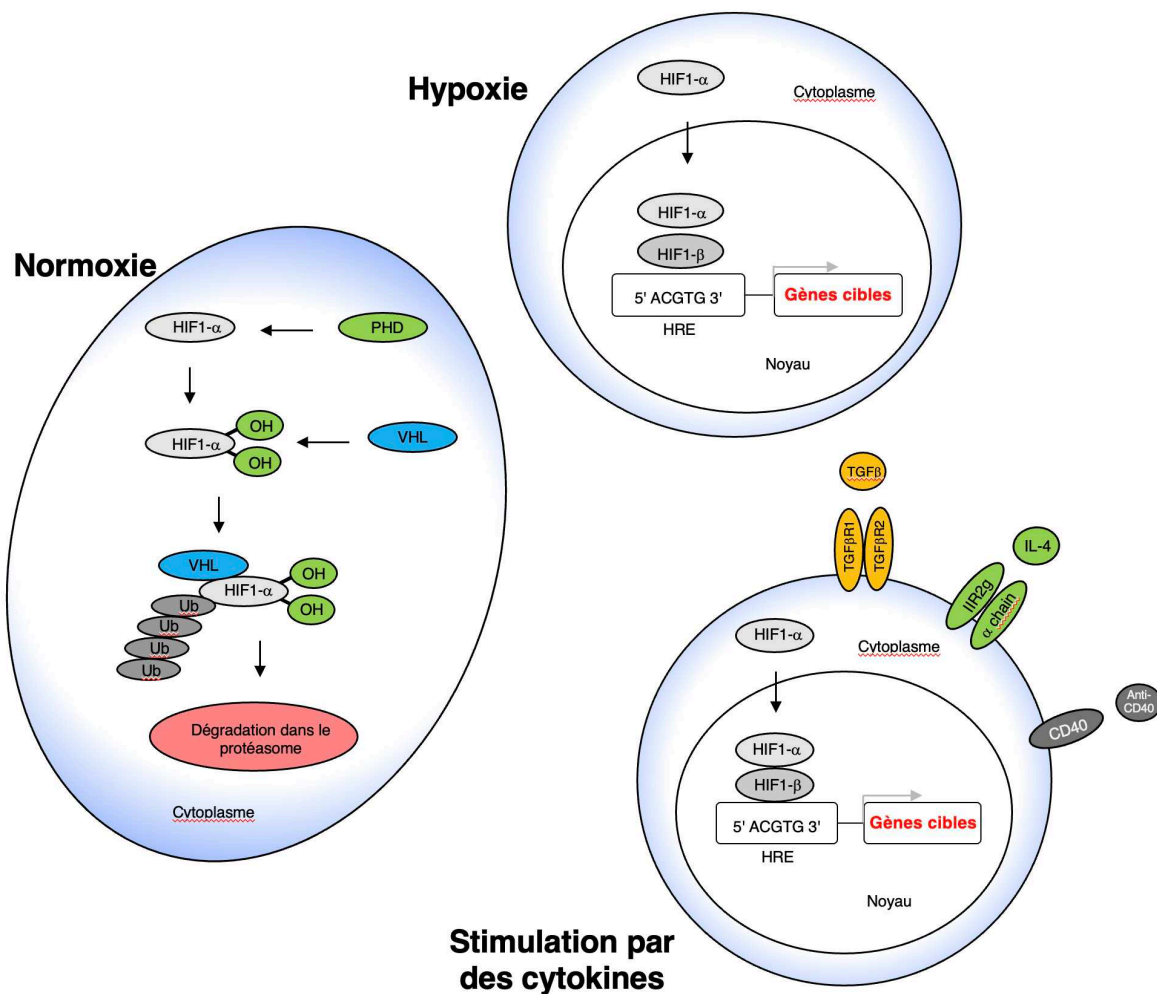 Hypoxie
HIF1-α
Cytoplasme
HIF1-α
HIF1-β
5' ACGTG 3'
Gènes cibles
HRE
Noyau
Normoxie
HIF1-α
PHD
HIF1-α
OH
OH
VHL
VHL
HIF1-α
OH
OH
Ub
Ub
Ub
Ub
Dégradation dans le
protéasome
Cytoplasme
TGFβ
TGFβR1
TGFβR2
IL-4
IIR2g
α chain
Anti-
CD40
CD40
HIF1-α
Cytoplasme
HIF1-α
HIF1-β
5' ACGTG 3'
Gènes cibles
HRE
Noyau
Stimulation par
des cytokines